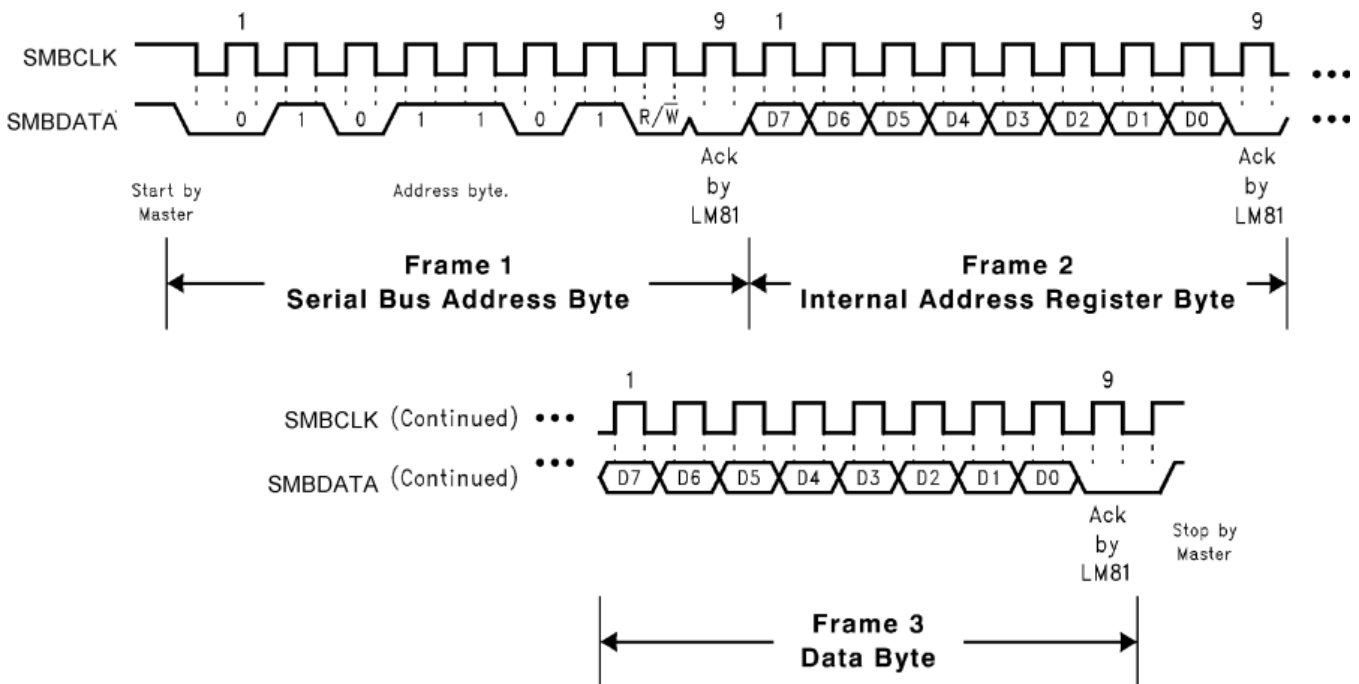 1 9 1 9
SMBCLK
SMBDATA 0 1 0 1 1 0 1 R/W̅ D7 D6 D5 D4 D3 D2 D1 D0
Start by
Master
Address byte.
Ack
by
LM81
Ack
by
LM81
Frame 1
Serial Bus Address Byte
Frame 2
Internal Address Register Byte
1 9
SMBCLK (Continued)
SMBDATA (Continued) D7 D6 D5 D4 D3 D2 D1 D0
Ack
by
LM81
Stop by
Master
Frame 3
Data Byte